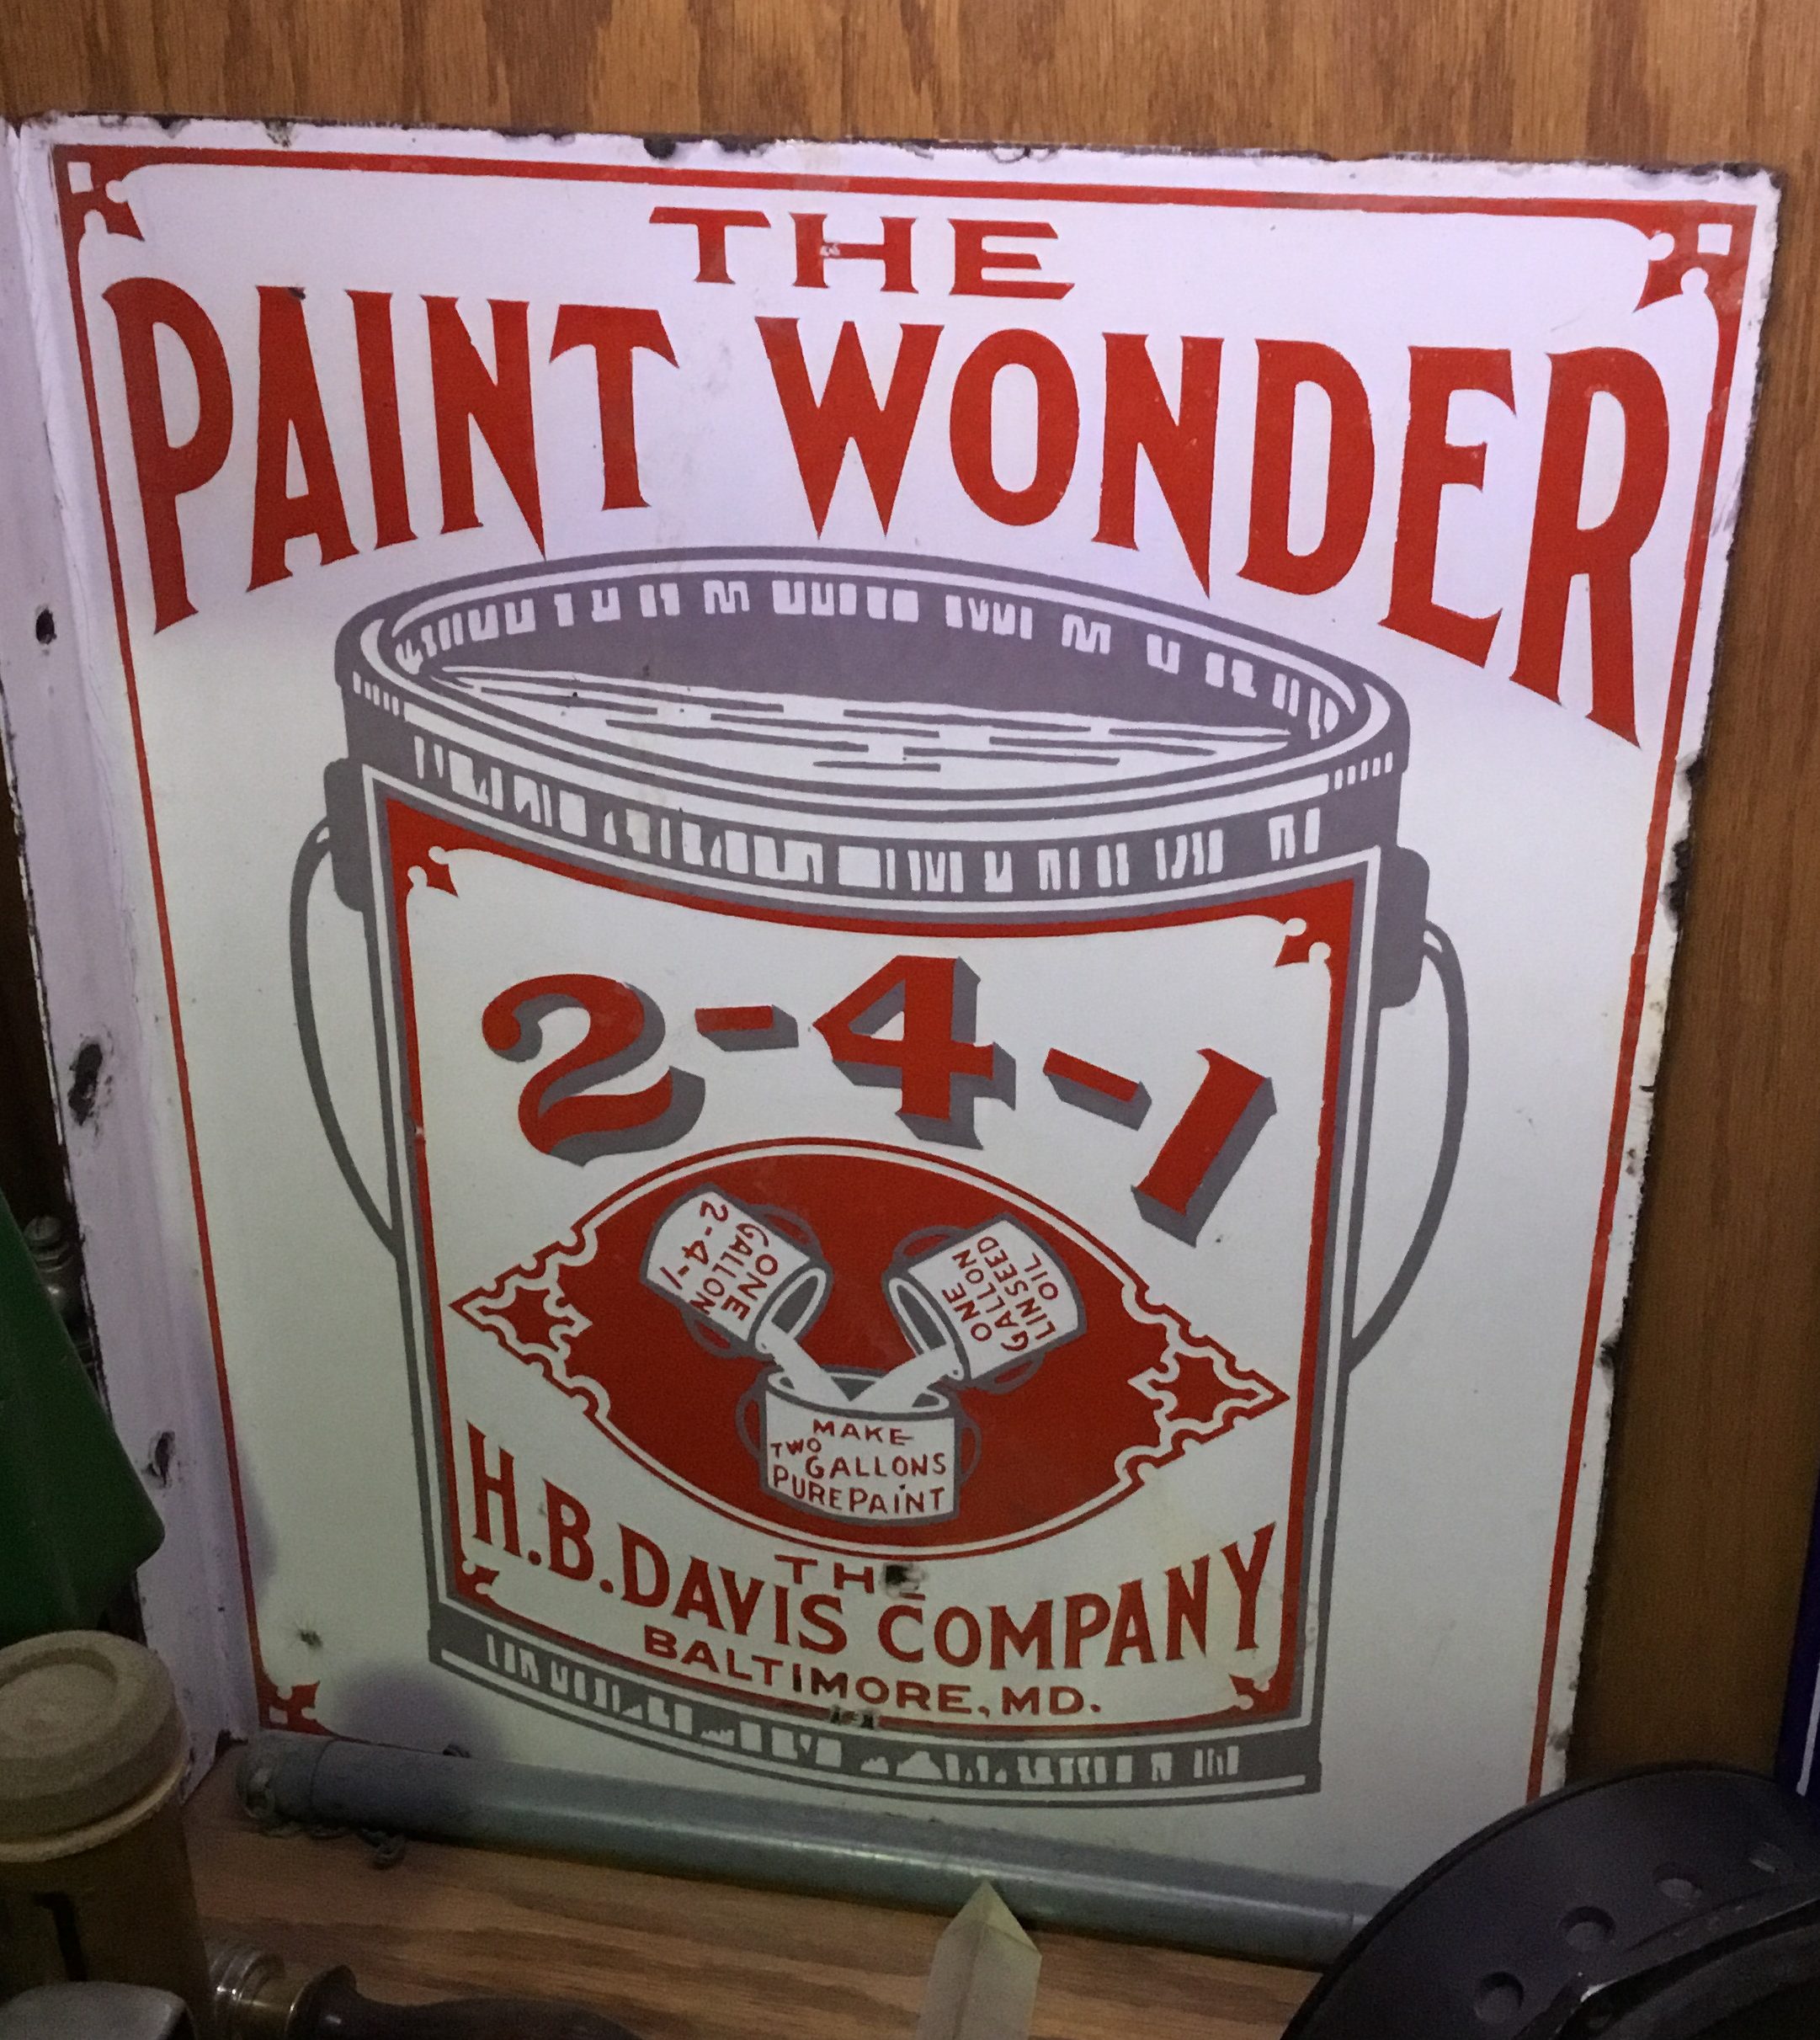 THE
PAINT WONDER
2-4-1
ONE
GALLON
2-4-1
ONE
GALLON
LINSEED
OIL
MAKE
TWO GALLONS
PURE PAINT
THE
H.B. DAVIS COMPANY
BALTIMORE, MD.